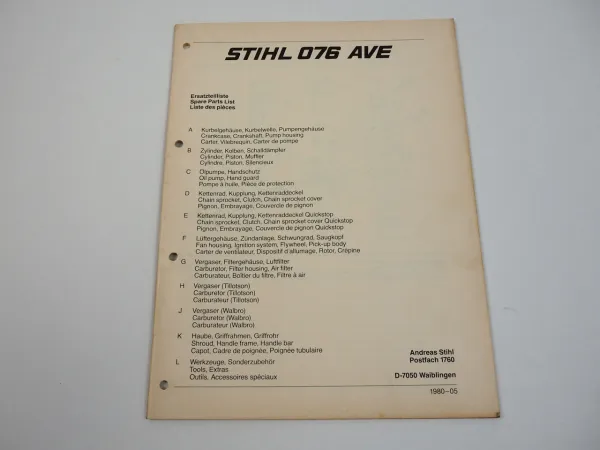 STIHL 076 AVE
Ersatzteilliste
Spare Parts List
Liste des pièces
A Kurbelgehäuse, Kurbelwelle, Pumpengehäuse
Crankcase, Crankshaft, Pump housing
Carter, Vilebrequin, Carter de pompe
B Zylinder, Kolben, Schalldämpfer
Cylinder, Piston, Muffler
Cylindre, Piston, Silencieux
C Ölpumpe, Handschutz
Oil pump, Hand guard
Pompe à huile, Pièce de protection
D Kettenrad, Kupplung, Kettenraddeckel
Chain sprocket, Clutch, Chain sprocket cover
Pignon, Embrayage, Couvercle de pignon
E Kettenrad, Kupplung, Kettenraddeckel Quickstop
Chain sprocket, Clutch, Chain sprocket cover Quickstop
Pignon, Embrayage, Couvercle de pignon Quickstop
F Lüftergehäuse, Zündanlage, Schwungrad, Saugkopf
Fan housing, Ignition system, Flywheel, Pick-up body
Carter de ventilateur, Dispositif d'allumage, Rotor, Crépine
G Vergaser, Filtergehäuse, Luftfilter
Carburetor, Filter housing, Air filter
Carburateur, Boîtier du filtre, Filtre à air
H Vergaser (Tillotson)
Carburetor (Tillotson)
Carburateur (Tillotson)
J Vergaser (Walbro)
Carburetor (Walbro)
Carburateur (Walbro)
K Haube, Griffrahmen, Griffrohr
Shroud, Handle frame, Handle bar
Capot, Cadre de poignée, Poignée tubulaire
L Werkzeuge, Sonderzubehör
Tools, Extras
Outils, Accessoires spéciaux
Andreas Stihl
Postfach 1760
D-7050 Waiblingen
1980–05